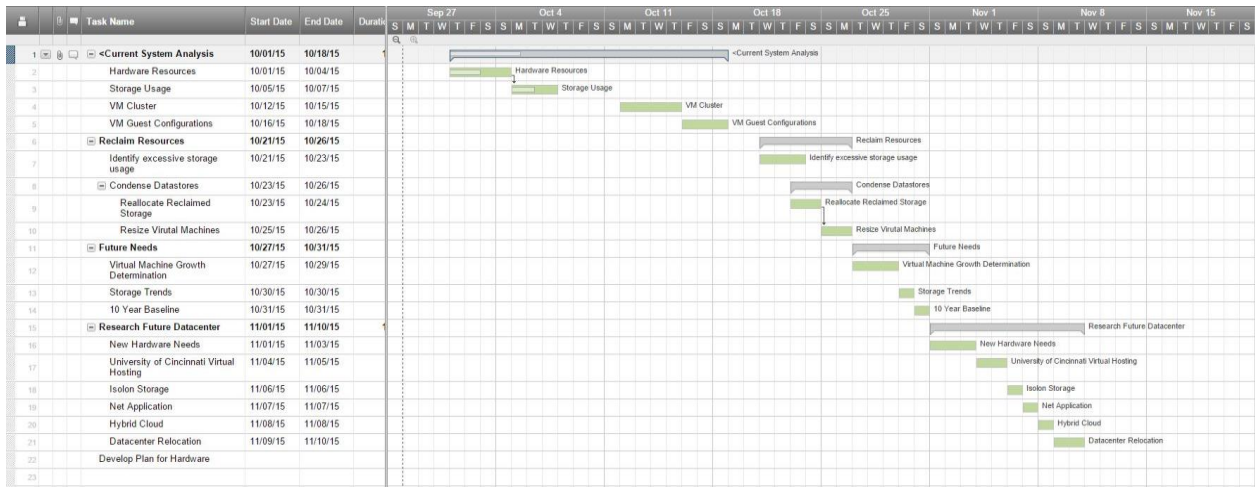 Task Name Start Date End Date Duratio Sep 27 Oct 4 Oct 11 Oct 18 Oct 25 Nov 1 Nov 8 Nov 15
S M T W T F S S M T W T F S S M T W T F S S M T W T F S S M T W T F S S M T W T F S S M T W T F S S M T W T F S
1 <Current System Analysis 10/01/15 10/18/15 1 <Current System Analysis
2 Hardware Resources 10/01/15 10/04/15 Hardware Resources
3 Storage Usage 10/05/15 10/07/15 Storage Usage
4 VM Cluster 10/12/15 10/15/15 VM Cluster
5 VM Guest Configurations 10/16/15 10/18/15 VM Guest Configurations
6 Reclaim Resources 10/21/15 10/26/15 Reclaim Resources
7 Identify excessive storage 10/21/15 10/23/15 Identify excessive storage usage
usage
8 Condense Datastores 10/23/15 10/26/15 Condense Datastores
9 Reallocate Reclaimed 10/23/15 10/24/15 Reallocate Reclaimed Storage
Storage
10 Resize Virutal Machines 10/25/15 10/26/15 Resize Virutal Machines
11 Future Needs 10/27/15 10/31/15 Future Needs
12 Virtual Machine Growth 10/27/15 10/29/15 Virtual Machine Growth Determination
Determination
13 Storage Trends 10/30/15 10/30/15 Storage Trends
14 10 Year Baseline 10/31/15 10/31/15 10 Year Baseline
15 Research Future Datacenter 11/01/15 11/10/15 1 Research Future Datacenter
16 New Hardware Needs 11/01/15 11/03/15 New Hardware Needs
17 University of Cincinnati Virtual 11/04/15 11/05/15 University of Cincinnati Virtual Hosting
Hosting
18 Isolon Storage 11/06/15 11/06/15 Isolon Storage
19 Net Application 11/07/15 11/07/15 Net Application
20 Hybrid Cloud 11/08/15 11/08/15 Hybrid Cloud
21 Datacenter Relocation 11/09/15 11/10/15 Datacenter Relocation
22 Develop Plan for Hardware
23